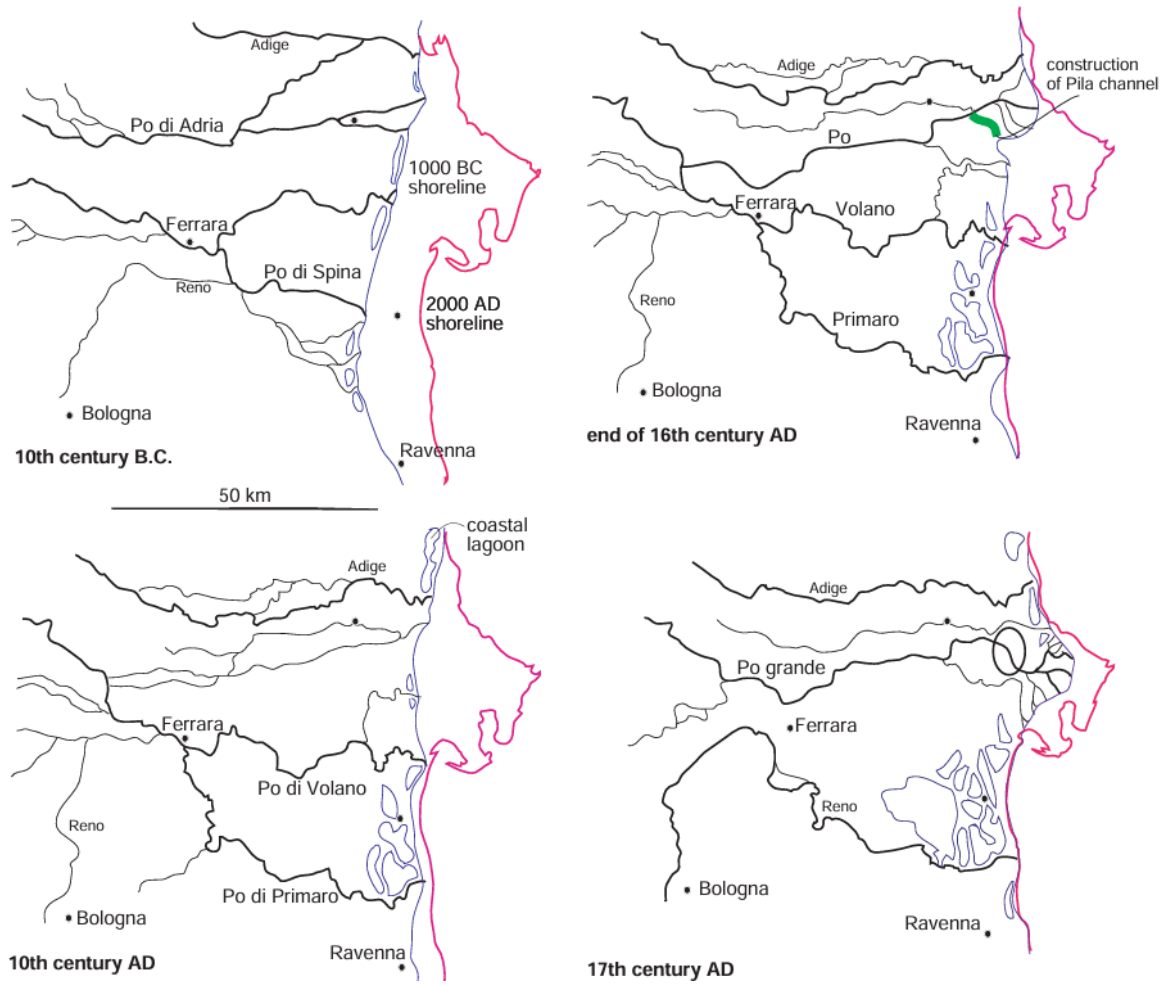 Adige
Po di Adria
1000 BC
shoreline
Ferrara
Po di Spina
Reno
2000 AD
shoreline
Bologna
Ravenna
10th century B.C.
Adige
construction
of Pila channel
Po
Ferrara
Volano
Reno
Primaro
Bologna
Ravenna
end of 16th century AD
50 km
coastal
lagoon
Adige
Ferrara
Po di Volano
Reno
Po di Primaro
Bologna
Ravenna
10th century AD
Adige
Po grande
Ferrara
Reno
Bologna
Ravenna
17th century AD